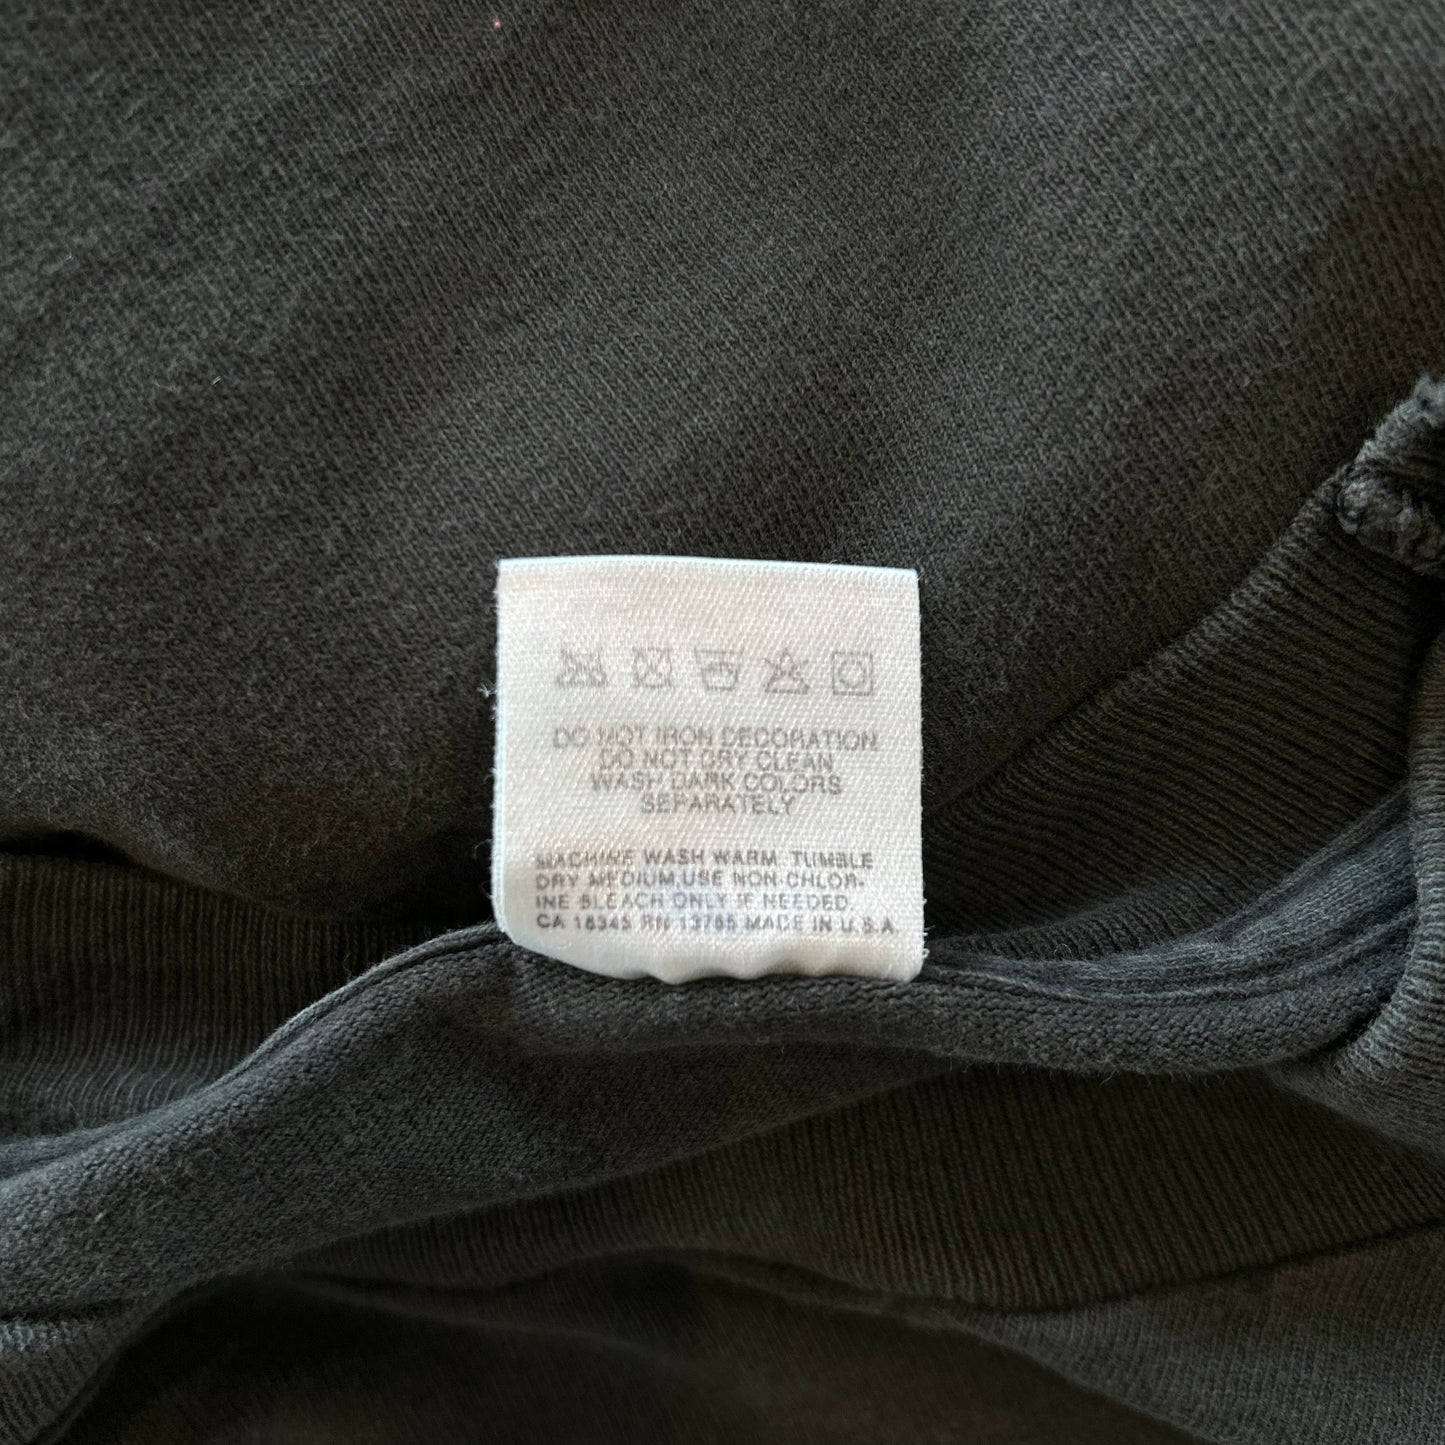 DO NOT IRON DECORATION
DO NOT DRY CLEAN
WASH DARK COLORS
SEPARATELY
MACHINE WASH WARM, TUMBLE
DRY MEDIUM,USE NON-CHLOR-
INE BLEACH ONLY IF NEEDED.
CA 16345 RN 13765 MADE IN U.S.A.